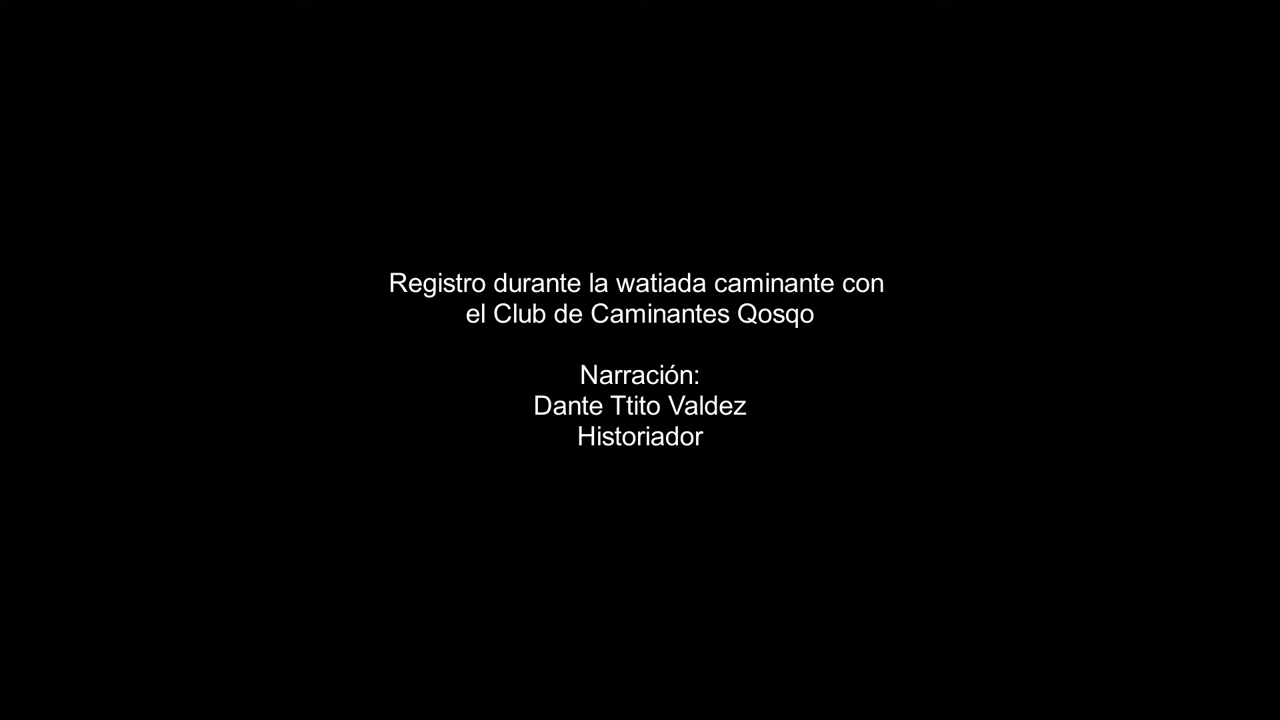 Registro durante la watiada caminante con
el Club de Caminantes Qosqo
Narración:
Dante Ttito Valdez
Historiador